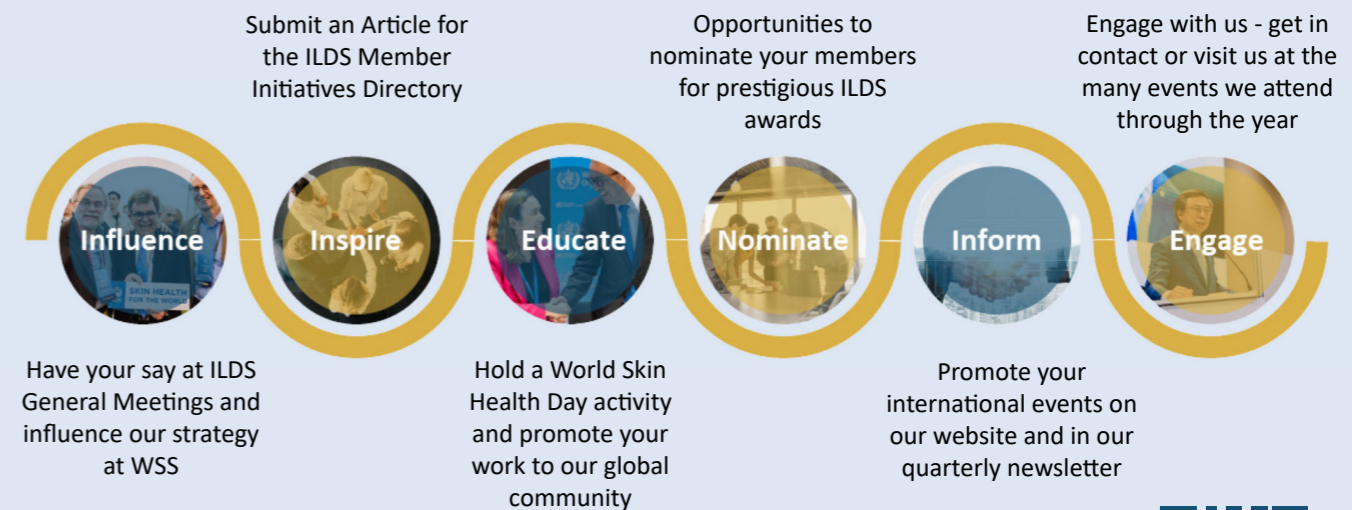 Submit an Article for
the ILDS Member
Initiatives Directory
Opportunities to
nominate your members
for prestigious ILDS
awards
Engage with us - get in
contact or visit us at the
many events we attend
through the year
Influence
SKIN HEALTH
FOR THE WORLD
Inspire
Educate
Nominate
Inform
Engage
Have your say at ILDS
General Meetings and
influence our strategy
at WSS
Hold a World Skin
Health Day activity
and promote your
work to our global
community
Promote your
international events on
our website and in our
quarterly newsletter